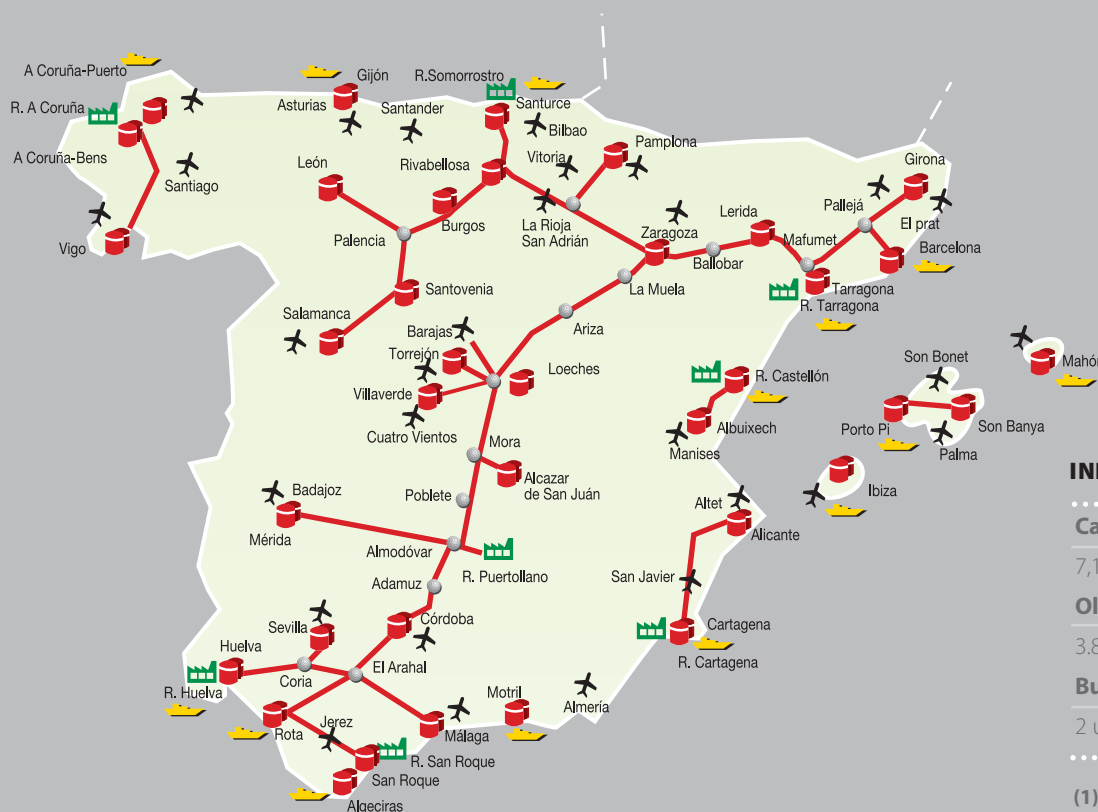 A Coruña-Puerto
R. A Coruña
A Coruña-Bens
Santiago
Vigo
Gijón
Asturias
Santander
R.Somorrostro
Santurce
Bilbao
Pamplona
Vitoria
León
Rivabellosa
Burgos
Palencia
La Rioja
San Adrián
Zaragoza
Lerida
Ballobar
La Muela
Ariza
Mafumet
Pallejá
Girona
El prat
Barcelona
Tarragona
R. Tarragona
Santovenia
Salamanca
Barajas
Torrejón
Loeches
Villaverde
Cuatro Vientos
R. Castellón
Albuixech
Manises
Son Bonet
Mahón
Porto Pi
Son Banya
Palma
Ibiza
Mora
Alcazar
de San Juán
Poblete
Badajoz
Mérida
Almodóvar
R. Puertollano
Adamuz
Altet
Alicante
San Javier
Cartagena
R. Cartagena
Córdoba
Sevilla
Huelva
R. Huelva
Coria
El Arahal
Rota
Jerez
Málaga
Motril
Almería
R. San Roque
San Roque
Algeciras
Ca
7,1
Ol
3.8
Bu
2 u
(1)